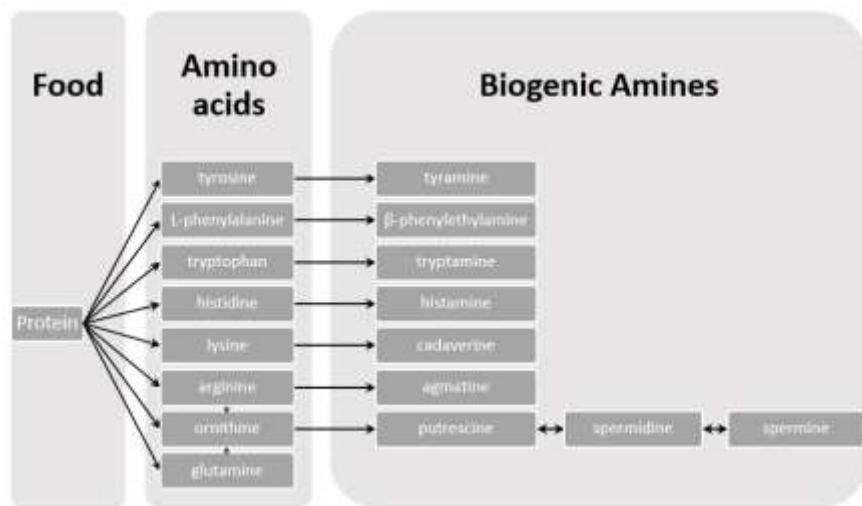 Food
Amino
acids
Biogenic Amines
Protein
tyrosine
tyramine
L-phenylalanine
β-phenylethylamine
tryptophan
tryptamine
histidine
histamine
lysine
cadaverine
arginine
agmatine
ornithine
putrescine
spermidine
spermine
glutamine